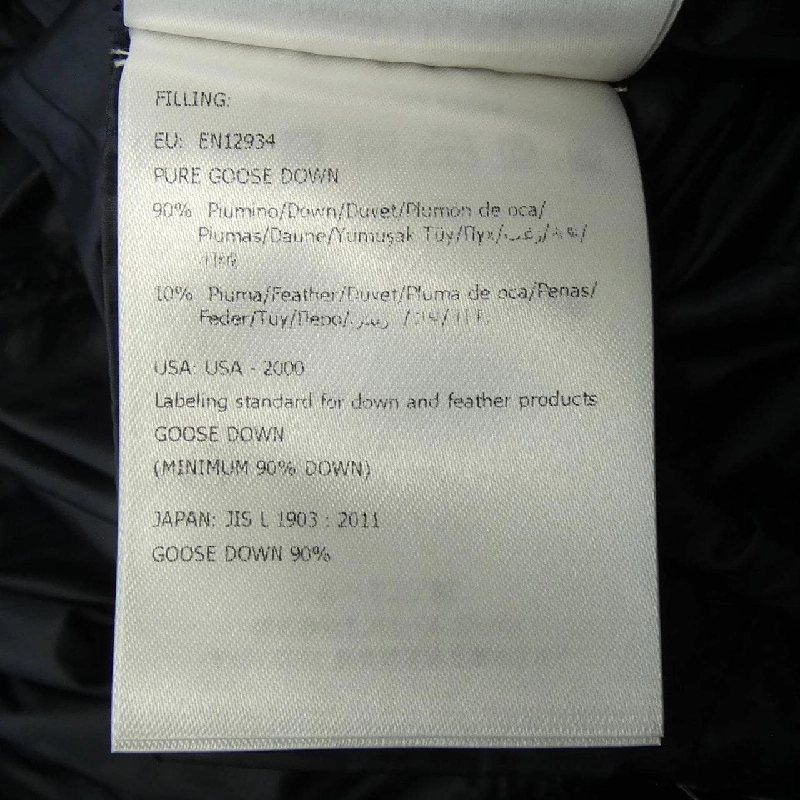 FILLING:
EU: EN12934
PURE GOOSE DOWN
90% Piumino/Down/Duvet/Plumón de oca/
Plumas/Daune/Yumuşak Tüy/Пух/زغب/
10% Piuma/Feather/Duvet/Pluma de oca/Penas/
Feder/Tüy/Перо/
USA: USA - 2000
Labeling standard for down and feather products
GOOSE DOWN
(MINIMUM 90% DOWN)
JAPAN: JIS L 1903 : 2011
GOOSE DOWN 90%